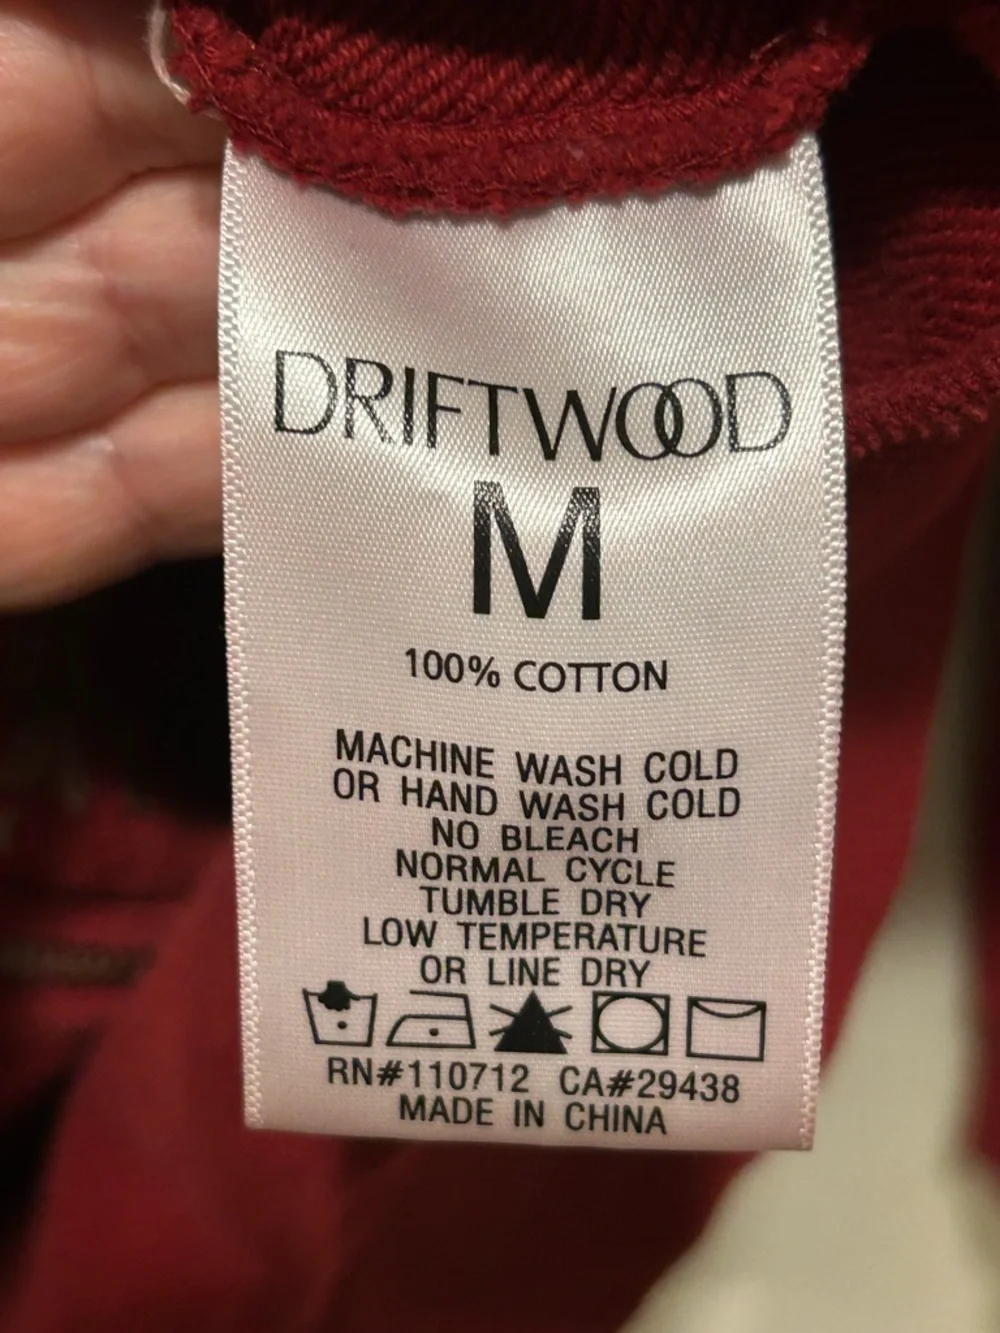 DRIFTWOOD
M
100% COTTON
MACHINE WASH COLD
OR HAND WASH COLD
NO BLEACH
NORMAL CYCLE
TUMBLE DRY
LOW TEMPERATURE
OR LINE DRY
RN#110712 CA#29438
MADE IN CHINA